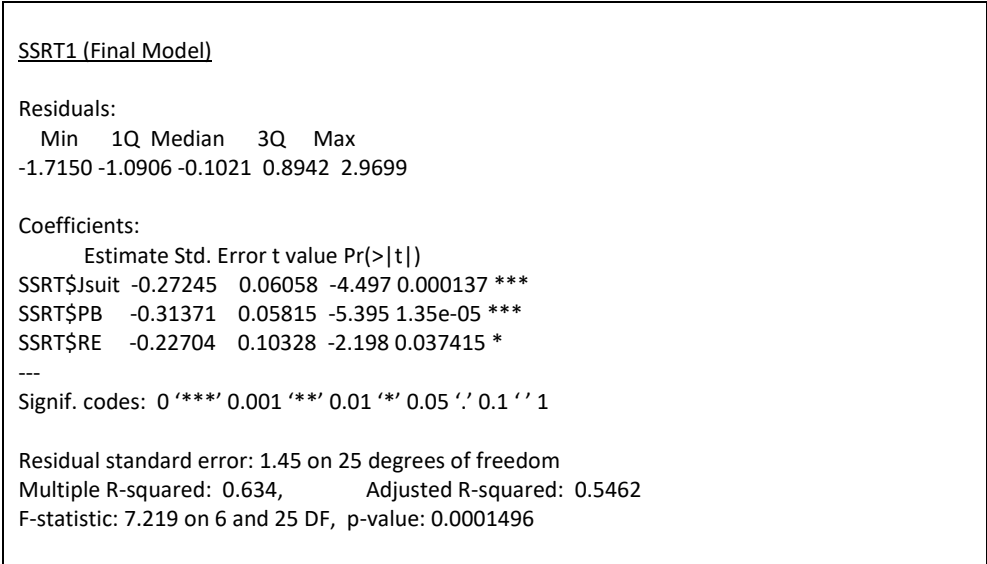 SSRT1 (Final Model)
Residuals:
Min 1Q Median 3Q Max
-1.7150 -1.0906 -0.1021 0.8942 2.9699
Coefficients:
Estimate Std. Error t value Pr(>|t|)
SSRT$Jsuit -0.27245 0.06058 -4.497 0.000137 ***
SSRT$PB -0.31371 0.05815 -5.395 1.35e-05 ***
SSRT$RE -0.22704 0.10328 -2.198 0.037415 *
---
Signif. codes: 0 ‘***’ 0.001 ‘**’ 0.01 ‘*’ 0.05 ‘.’ 0.1 ‘ ’ 1
Residual standard error: 1.45 on 25 degrees of freedom
Multiple R-squared: 0.634, Adjusted R-squared: 0.5462
F-statistic: 7.219 on 6 and 25 DF, p-value: 0.0001496